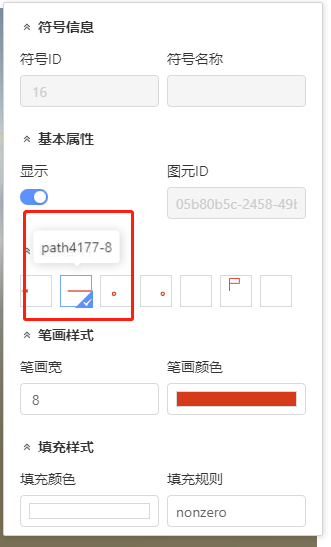 符号信息
符号ID 符号名称
16
基本属性
显示 图元ID
05b80b5c-2458-49b
path4177-8
笔画样式
笔画宽 笔画颜色
8
填充样式
填充颜色 填充规则
nonzero